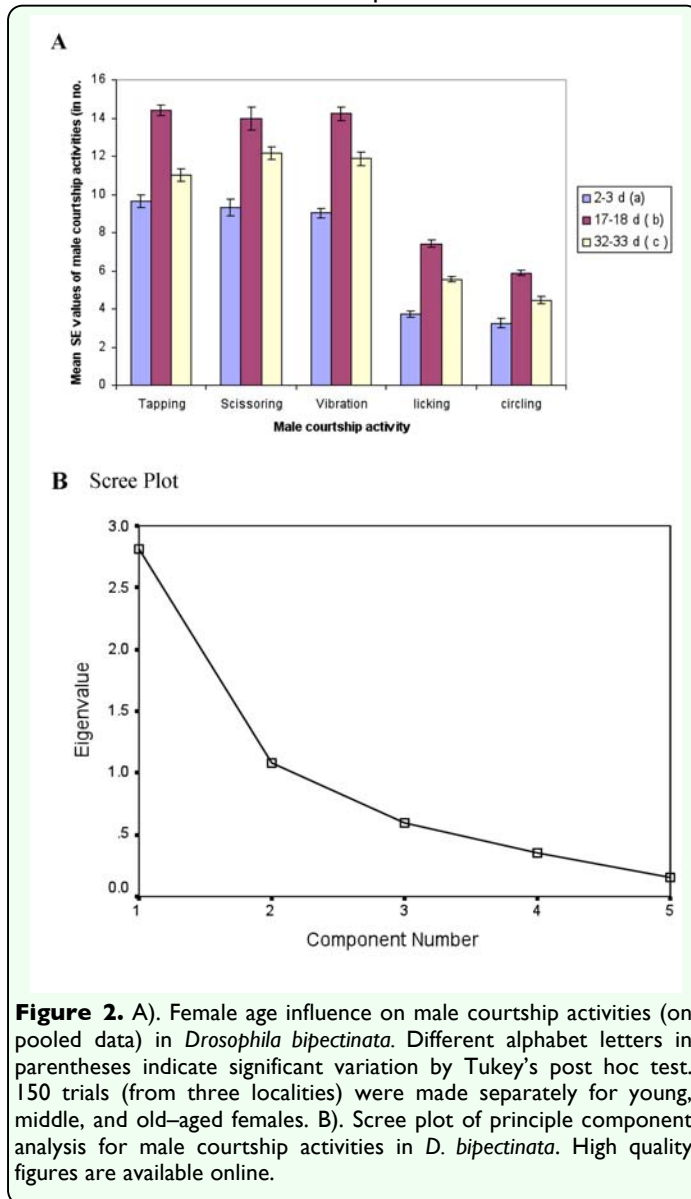 A
Mean SE values of male courtship activities (in no.
16
14
12
10
8
6
4
2
0
Tapping Scissoring Vibration licking circling
Male courtship activity
2-3 d (a)
17-18 d ( b)
32-33 d ( c )
B Scree Plot
Eigenvalue
3.0
2.5
2.0
1.5
1.0
.5
0.0
1 2 3 4 5
Component Number
Figure 2. A). Female age influence on male courtship activities (on
pooled data) in Drosophila bipectinata. Different alphabet letters in
parentheses indicate significant variation by Tukey's post hoc test.
150 trials (from three localities) were made separately for young,
middle, and old–aged females. B). Scree plot of principle component
analysis for male courtship activities in D. bipectinata. High quality
figures are available online.